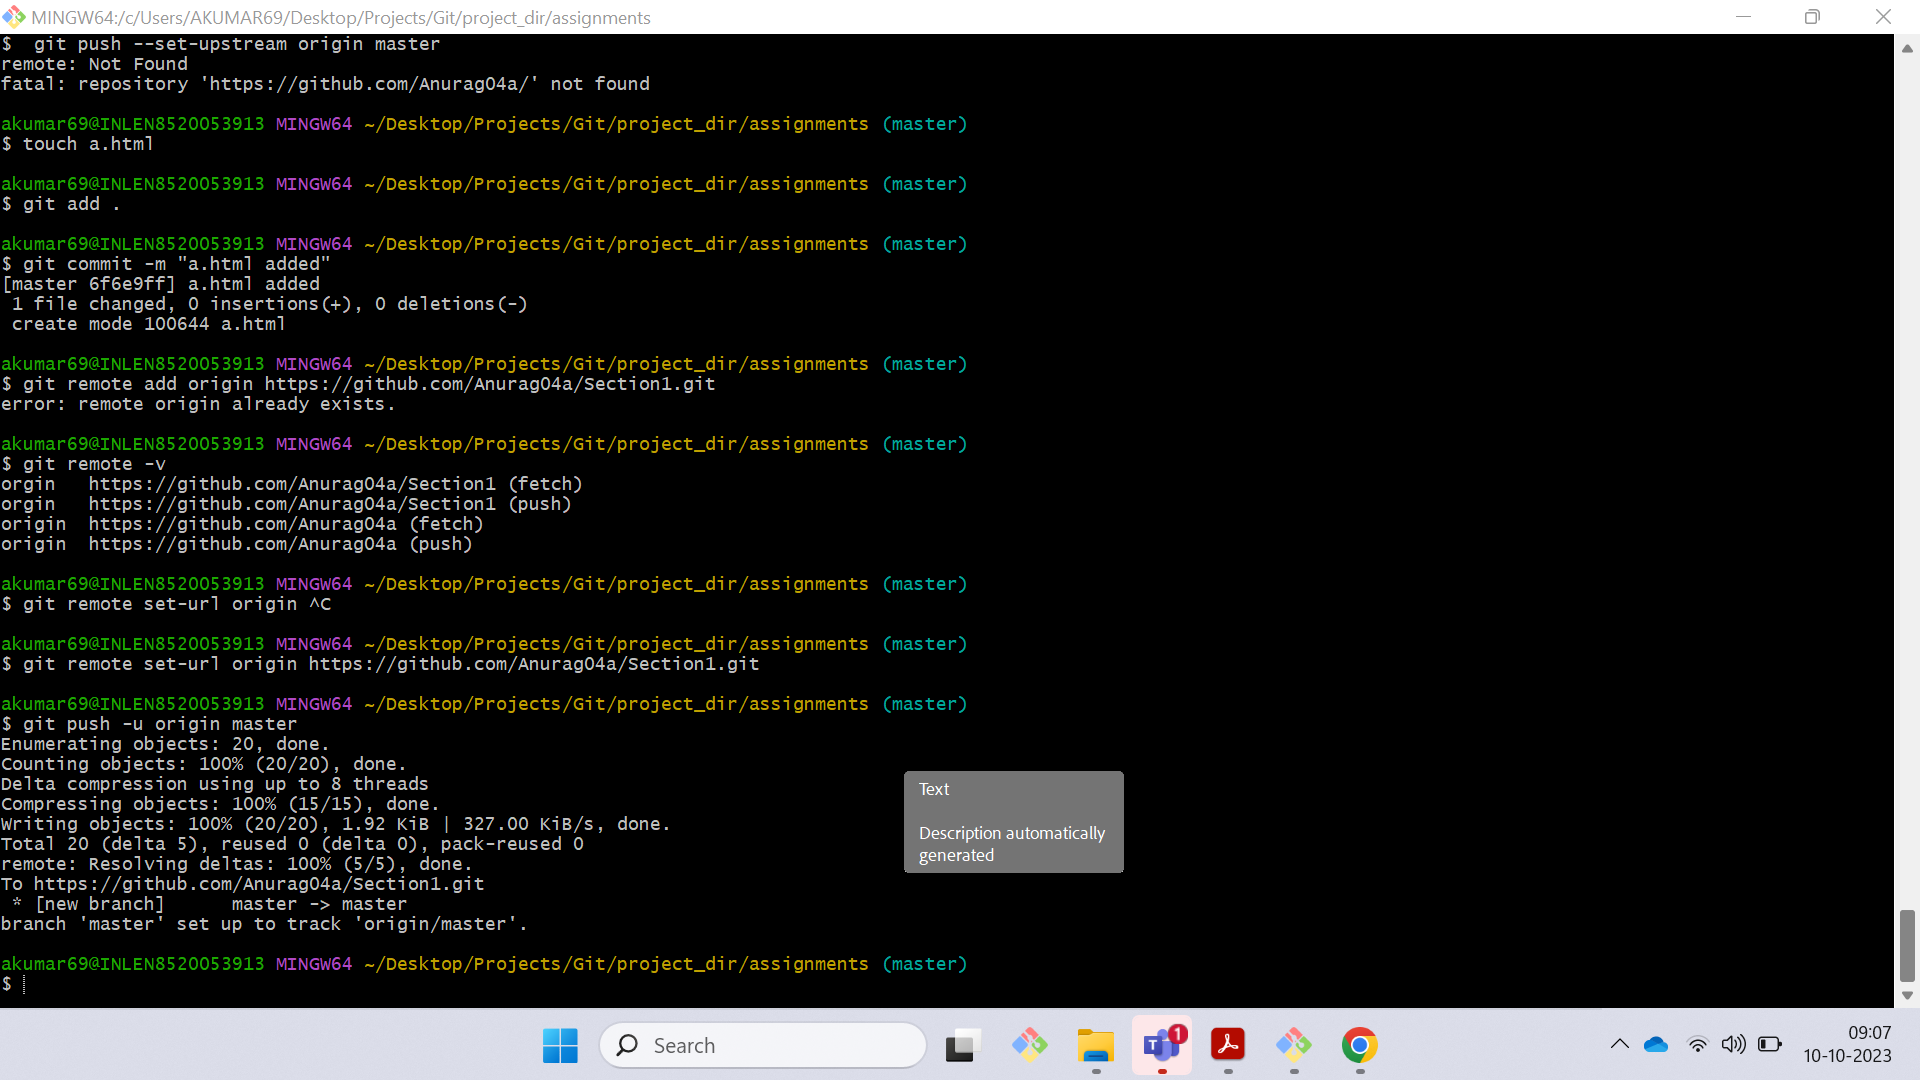 MINGW64:/c/Users/AKUMAR69/Desktop/Projects/Git/project_dir/assignments
$  git push --set-upstream origin master
remote: Not Found
fatal: repository 'https://github.com/Anurag04a/' not found
akumar69@INLEN8520053913 MINGW64 ~/Desktop/Projects/Git/project_dir/assignments (master)
$ touch a.html
akumar69@INLEN8520053913 MINGW64 ~/Desktop/Projects/Git/project_dir/assignments (master)
$ git add .
akumar69@INLEN8520053913 MINGW64 ~/Desktop/Projects/Git/project_dir/assignments (master)
$ git commit -m "a.html added"
[master 6f6e9ff] a.html added
 1 file changed, 0 insertions(+), 0 deletions(-)
 create mode 100644 a.html
akumar69@INLEN8520053913 MINGW64 ~/Desktop/Projects/Git/project_dir/assignments (master)
$ git remote add origin https://github.com/Anurag04a/Section1.git
error: remote origin already exists.
akumar69@INLEN8520053913 MINGW64 ~/Desktop/Projects/Git/project_dir/assignments (master)
$ git remote -v
orgin   https://github.com/Anurag04a/Section1 (fetch)
orgin   https://github.com/Anurag04a/Section1 (push)
origin  https://github.com/Anurag04a (fetch)
origin  https://github.com/Anurag04a (push)
akumar69@INLEN8520053913 MINGW64 ~/Desktop/Projects/Git/project_dir/assignments (master)
$ git remote set-url origin ^C
akumar69@INLEN8520053913 MINGW64 ~/Desktop/Projects/Git/project_dir/assignments (master)
$ git remote set-url origin https://github.com/Anurag04a/Section1.git
akumar69@INLEN8520053913 MINGW64 ~/Desktop/Projects/Git/project_dir/assignments (master)
$ git push -u origin master
Enumerating objects: 20, done.
Counting objects: 100% (20/20), done.
Delta compression using up to 8 threads
Compressing objects: 100% (15/15), done.
Writing objects: 100% (20/20), 1.92 KiB | 327.00 KiB/s, done.
Total 20 (delta 5), reused 0 (delta 0), pack-reused 0
remote: Resolving deltas: 100% (5/5), done.
To https://github.com/Anurag04a/Section1.git
 * [new branch]      master -> master
branch 'master' set up to track 'origin/master'.
akumar69@INLEN8520053913 MINGW64 ~/Desktop/Projects/Git/project_dir/assignments (master)
$
Text
Description automatically
generated
Search
1
09:07
10-10-2023